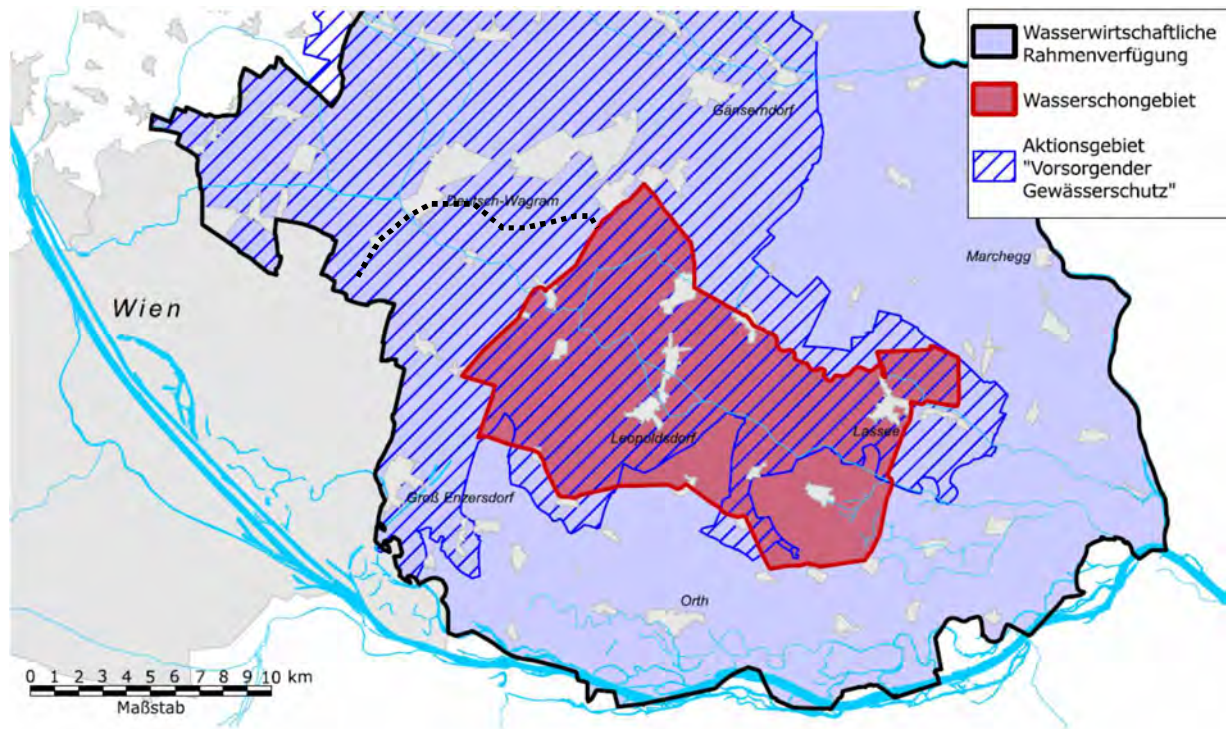 Wasserwirtschaftliche
Rahmenverfügung
Wasserschongebiet
Aktionsgebiet
"Vorsorgender
Gewässerschutz"
Gänserndorf
Deutsch-Wagram
Marchegg
Wien
Leopoldsdorf
Lassee
Groß Enzersdorf
Orth
0 1 2 3 4 5 6 7 8 9 10 km
Maßstab